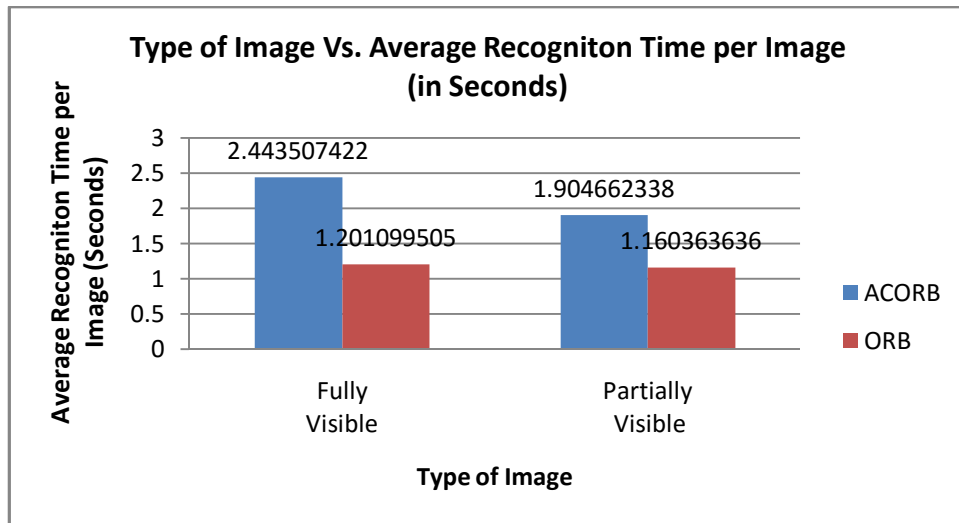 Type of Image Vs. Average Recogniton Time per Image
(in Seconds)
Average Recogniton Time per
Image (Seconds)
3
2.5
2
1.5
1
0.5
0
2.443507422
1.201099505
1.904662338
1.160363636
Fully
Visible
Partially
Visible
Type of Image
ACORB
ORB